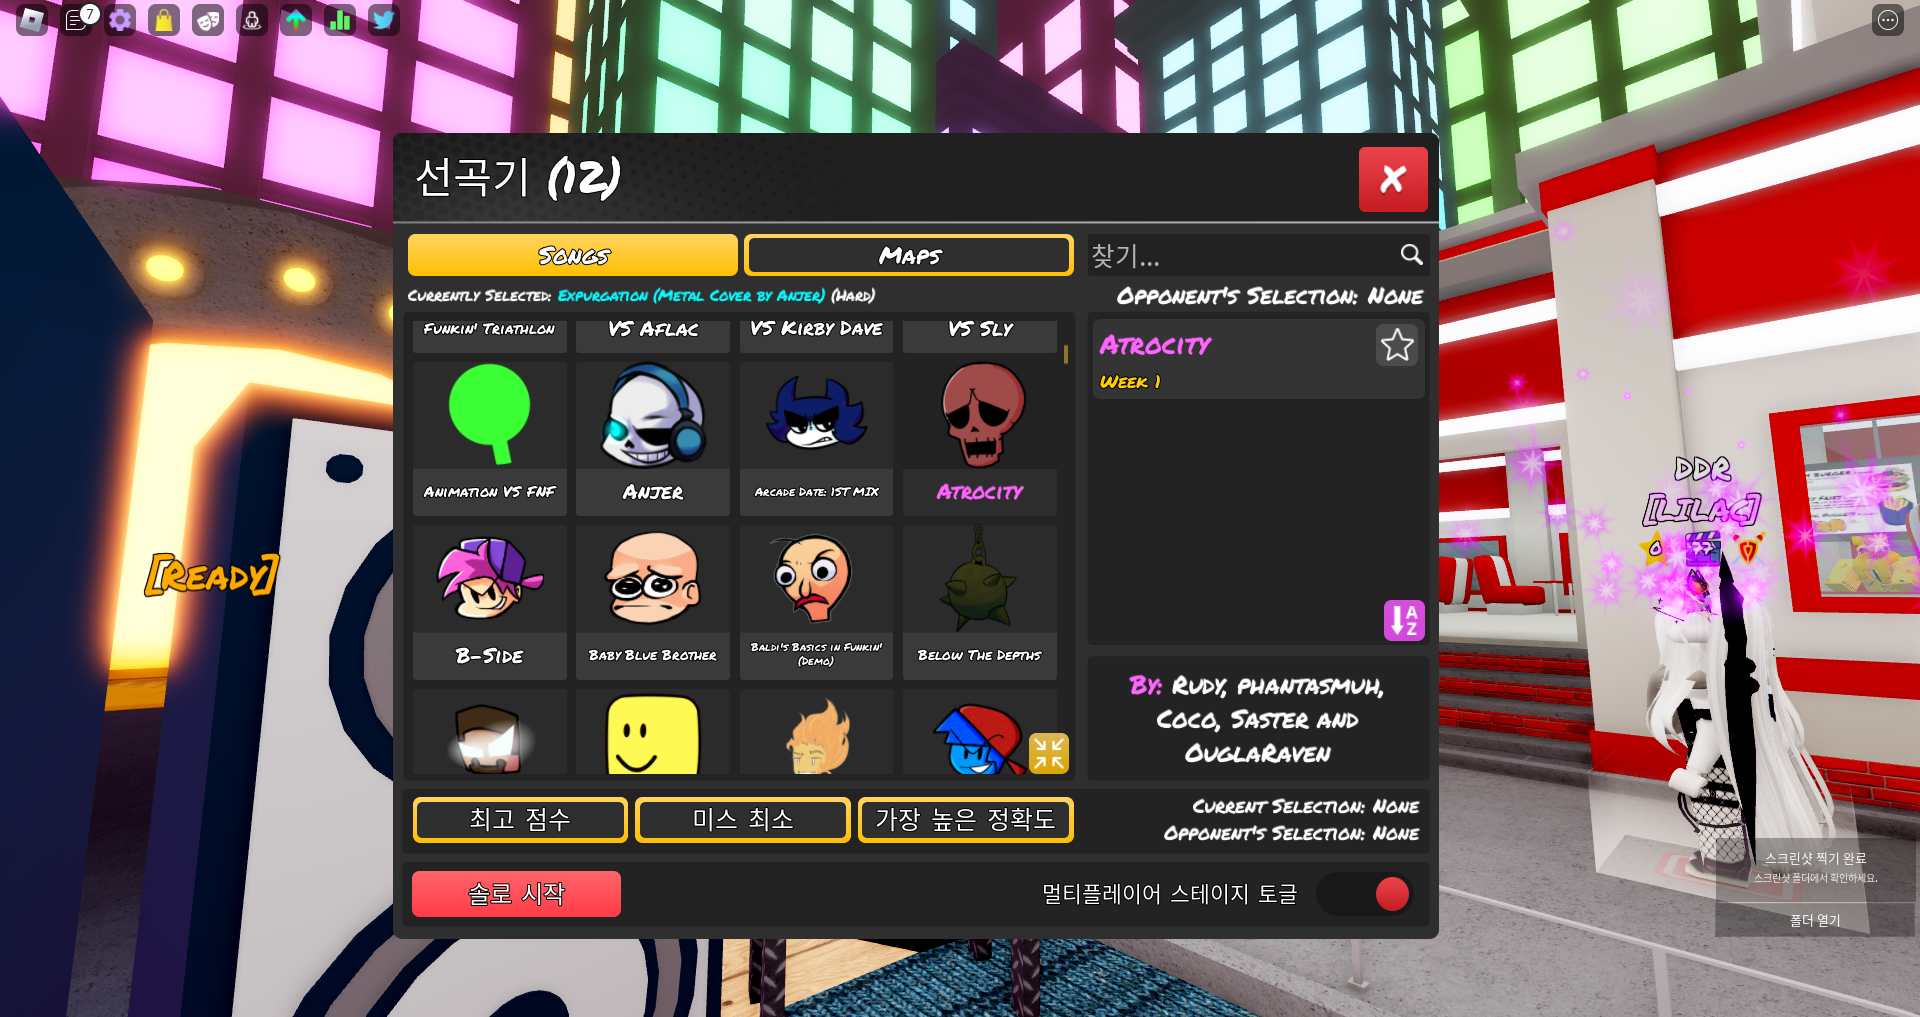 7
선곡기 (12)
Songs
Maps
찾기...
Currently Selected: Expurgation (Metal Cover by Anjer) (Hard)
Opponent's Selection: None
Funkin' Triathlon
VS Aflac
VS Kirby Dave
VS Sly
Atrocity
Week 1
Animation VS FNF
Anjer
Arcade Date: 1st Mix
Atrocity
DDR
[LILAC]
[Ready]
B-Side
Baby Blue Brother
Baldi's Basics in Funkin'
(Demo)
Below The Depths
A
Z
By: Rudy, phantasmuh,
Coco, Saster and
OuglaRaven
최고 점수
미스 최소
가장 높은 정확도
Current Selection: None
Opponent's Selection: None
솔로 시작
멀티플레이어 스테이지 토글
스크린샷 찍기 완료
스크린샷 폴더에서 확인하세요.
폴더 열기